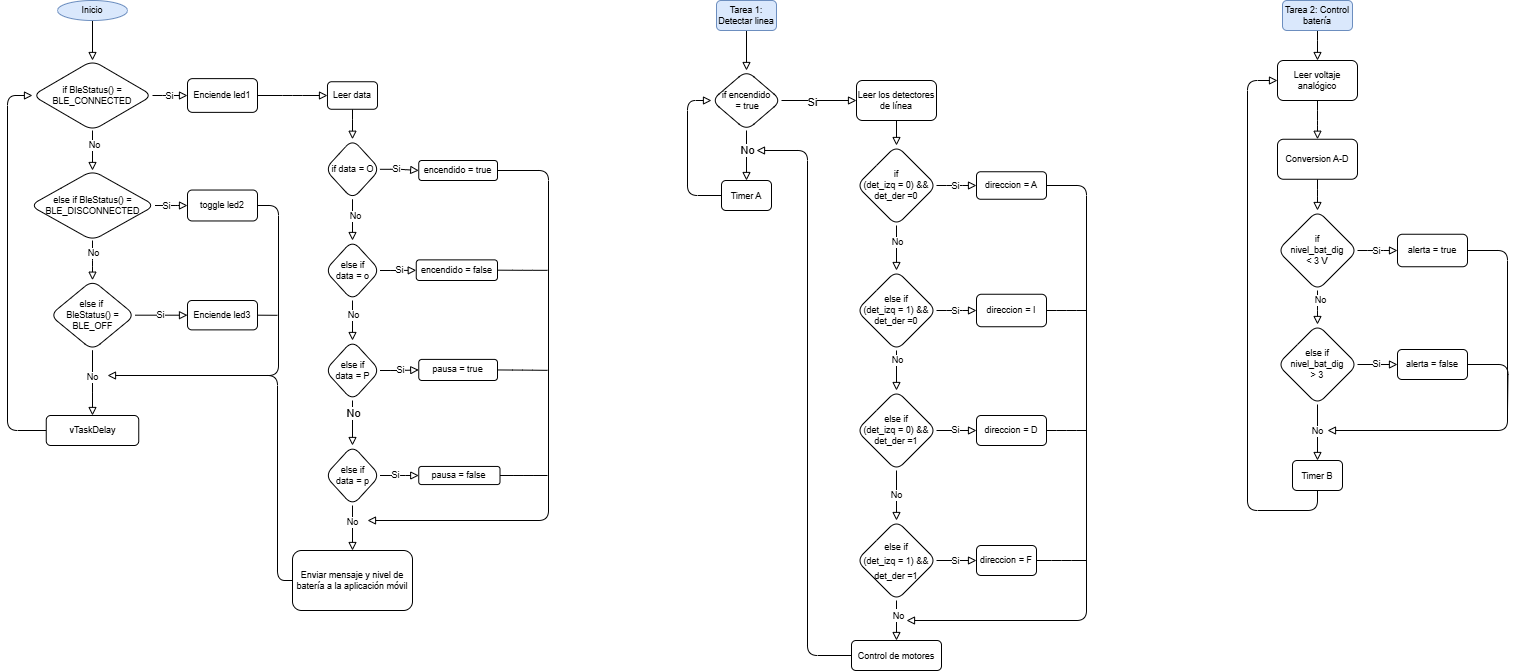 Inicio
if BleStatus() =
BLE_CONNECTED
Si
Enciende led1
Leer data
No
if data = O
Si
encendido = true
else if BleStatus() =
BLE_DISCONNECTED
Si
toggle led2
No
No
else if
data = o
Si
encendido = false
else if
BleStatus() =
BLE_OFF
Si
Enciende led3
No
No
else if
data = P
Si
pausa = true
vTaskDelay
No
else if
data = p
Si
pausa = false
No
Enviar mensaje y nivel de
batería a la aplicación móvil
Tarea 1:
Detectar linea
if encendido
= true
Si
Leer los detectores
de línea
No
Timer A
if
(det_izq = 0) &&
det_der =0
Si
direccion = A
No
else if
(det_izq = 1) &&
det_der =0
Si
direccion = I
No
else if
(det_izq = 0) &&
det_der =1
Si
direccion = D
No
else if
(det_izq = 1) &&
det_der =1
Si
direccion = F
No
Control de motores
Tarea 2: Control
batería
Leer voltaje
analógico
Conversion A-D
if
nivel_bat_dig
< 3 V
Si
alerta = true
No
else if
nivel_bat_dig
> 3
Si
alerta = false
No
Timer B